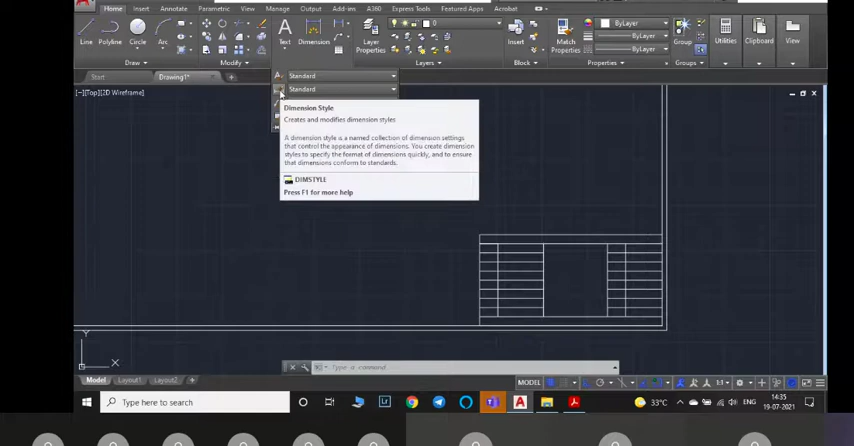 Home Insert Annotate Parametric View Manage Output Add-ins A360 Express Tools Featured Apps Acrobat
Line Polyline Circle Arc
Text Dimension
Layer
Properties
0
Insert
Match
Properties
ByLayer
ByLayer
ByLayer
Group
Utilities
Clipboard
View
Draw Modify Layers Block Properties Groups
Start Drawing1*
Standard
Standard
[−][Top][2D Wireframe]
Dimension Style
Creates and modifies dimension styles
A dimension style is a named collection of dimension settings
that control the appearance of dimensions. You create dimension
styles to specify the format of dimensions quickly, and to ensure
that dimensions conform to standards.
DIMSTYLE
Press F1 for more help
Y
X
Type a command
Model Layout1 Layout2
MODEL
1:1
Type here to search
33°C
ENG
14:35
19-07-2021